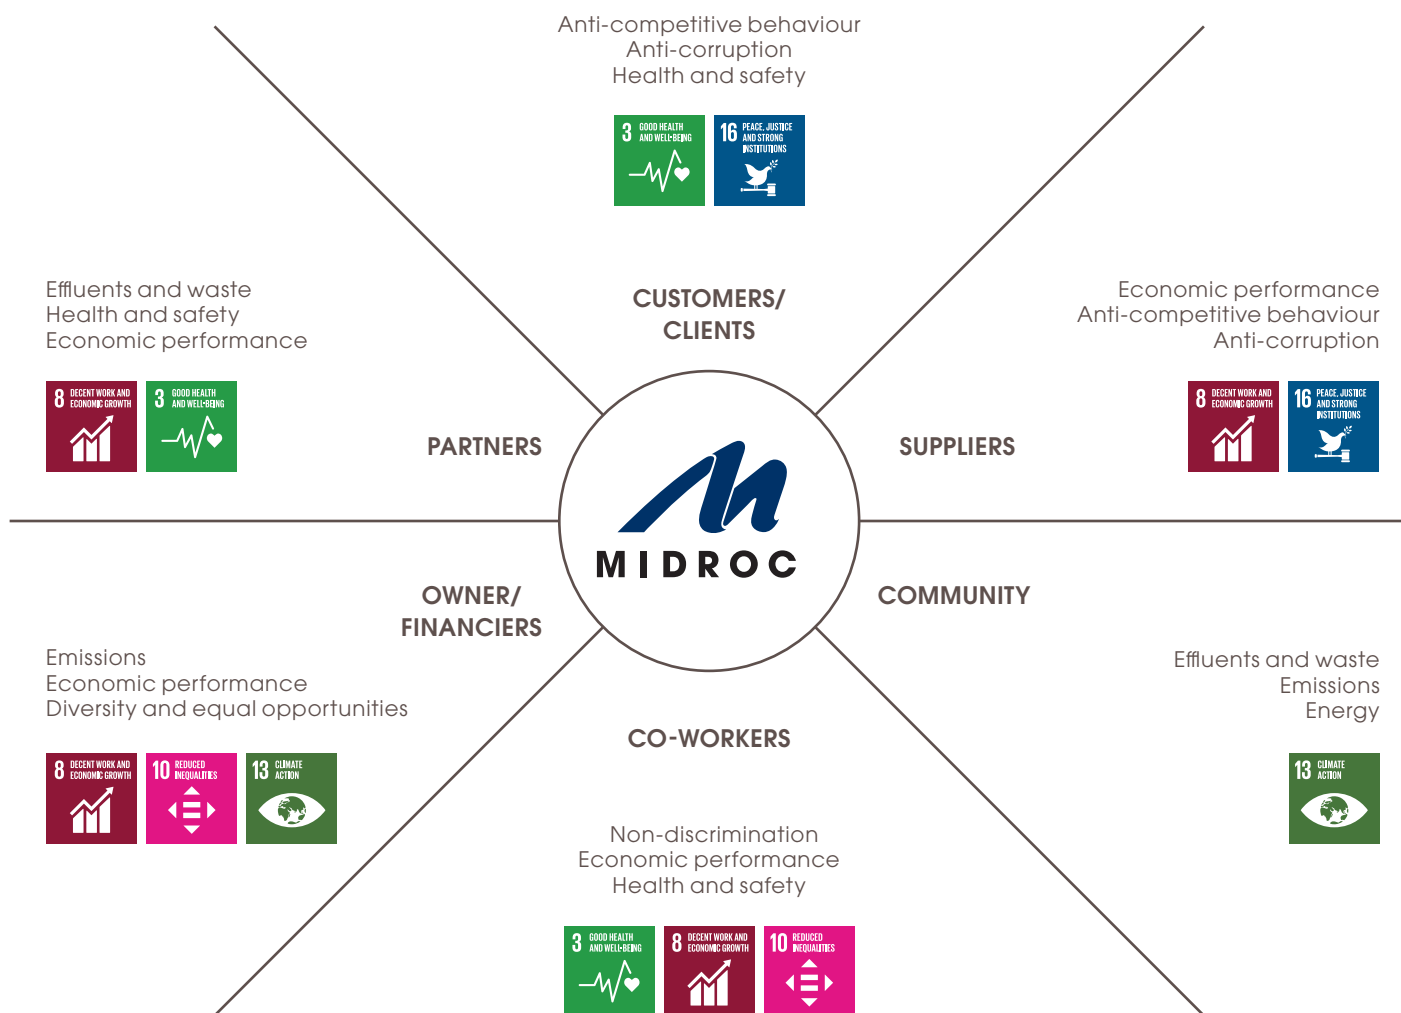 Anti-competitive behaviour
Anti-corruption
Health and safety
3 GOOD HEALTH
AND WELL-BEING
16 PEACE, JUSTICE
AND STRONG
INSTITUTIONS
CUSTOMERS/
CLIENTS
Effluents and waste
Health and safety
Economic performance
8 DECENT WORK AND
ECONOMIC GROWTH
3 GOOD HEALTH
AND WELL-BEING
PARTNERS
Economic performance
Anti-competitive behaviour
Anti-corruption
8 DECENT WORK AND
ECONOMIC GROWTH
16 PEACE, JUSTICE
AND STRONG
INSTITUTIONS
SUPPLIERS
MIDROC
OWNER/
FINANCIERS
Emissions
Economic performance
Diversity and equal opportunities
8 DECENT WORK AND
ECONOMIC GROWTH
10 REDUCED
INEQUALITIES
13 CLIMATE
ACTION
COMMUNITY
Effluents and waste
Emissions
Energy
13 CLIMATE
ACTION
CO-WORKERS
Non-discrimination
Economic performance
Health and safety
3 GOOD HEALTH
AND WELL-BEING
8 DECENT WORK AND
ECONOMIC GROWTH
10 REDUCED
INEQUALITIES